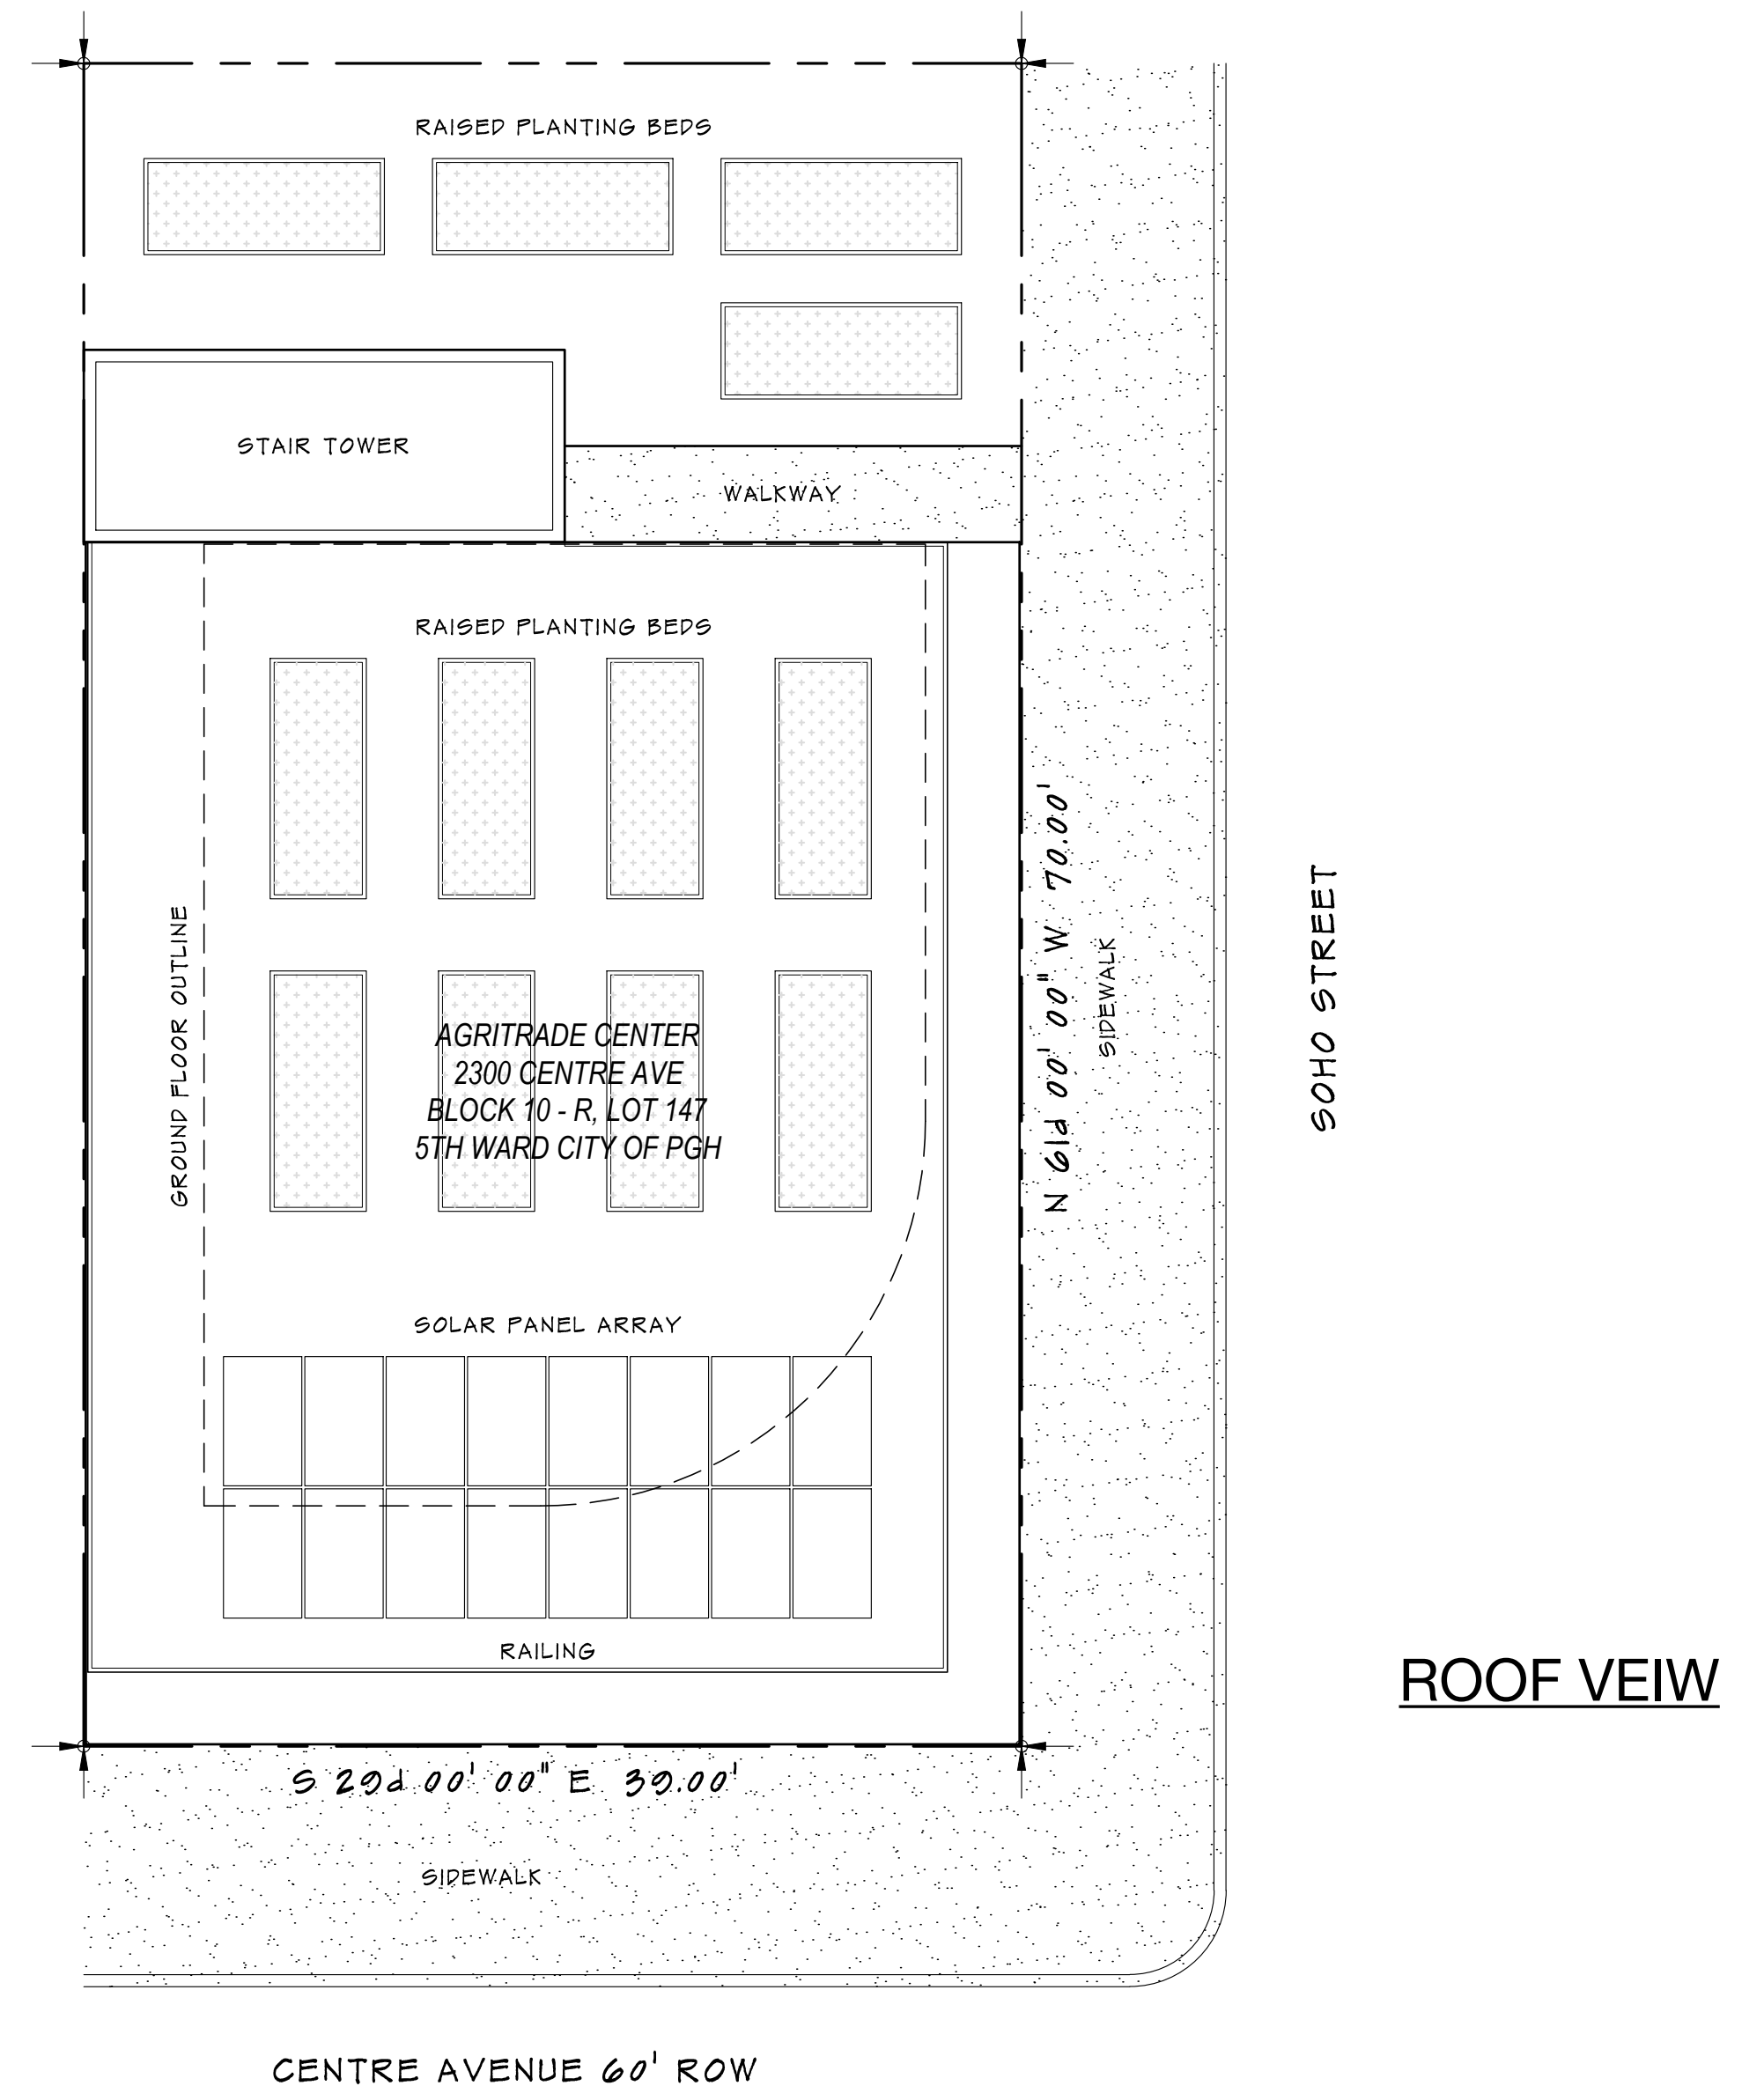 RAISED PLANTING BEDS
STAIR TOWER
WALKWAY
RAISED PLANTING BEDS
GROUND FLOOR OUTLINE
AGRITRADE CENTER
2300 CENTRE AVE
BLOCK 10 - R, LOT 147
5TH WARD CITY OF PGH
N 61d 00' 00" W 70.00'
SIDEWALK
SOHO STREET
SOLAR PANEL ARRAY
RAILING
ROOF VEIW
S 29d 00' 00" E 39.00'
SIDEWALK
CENTRE AVENUE 60' ROW